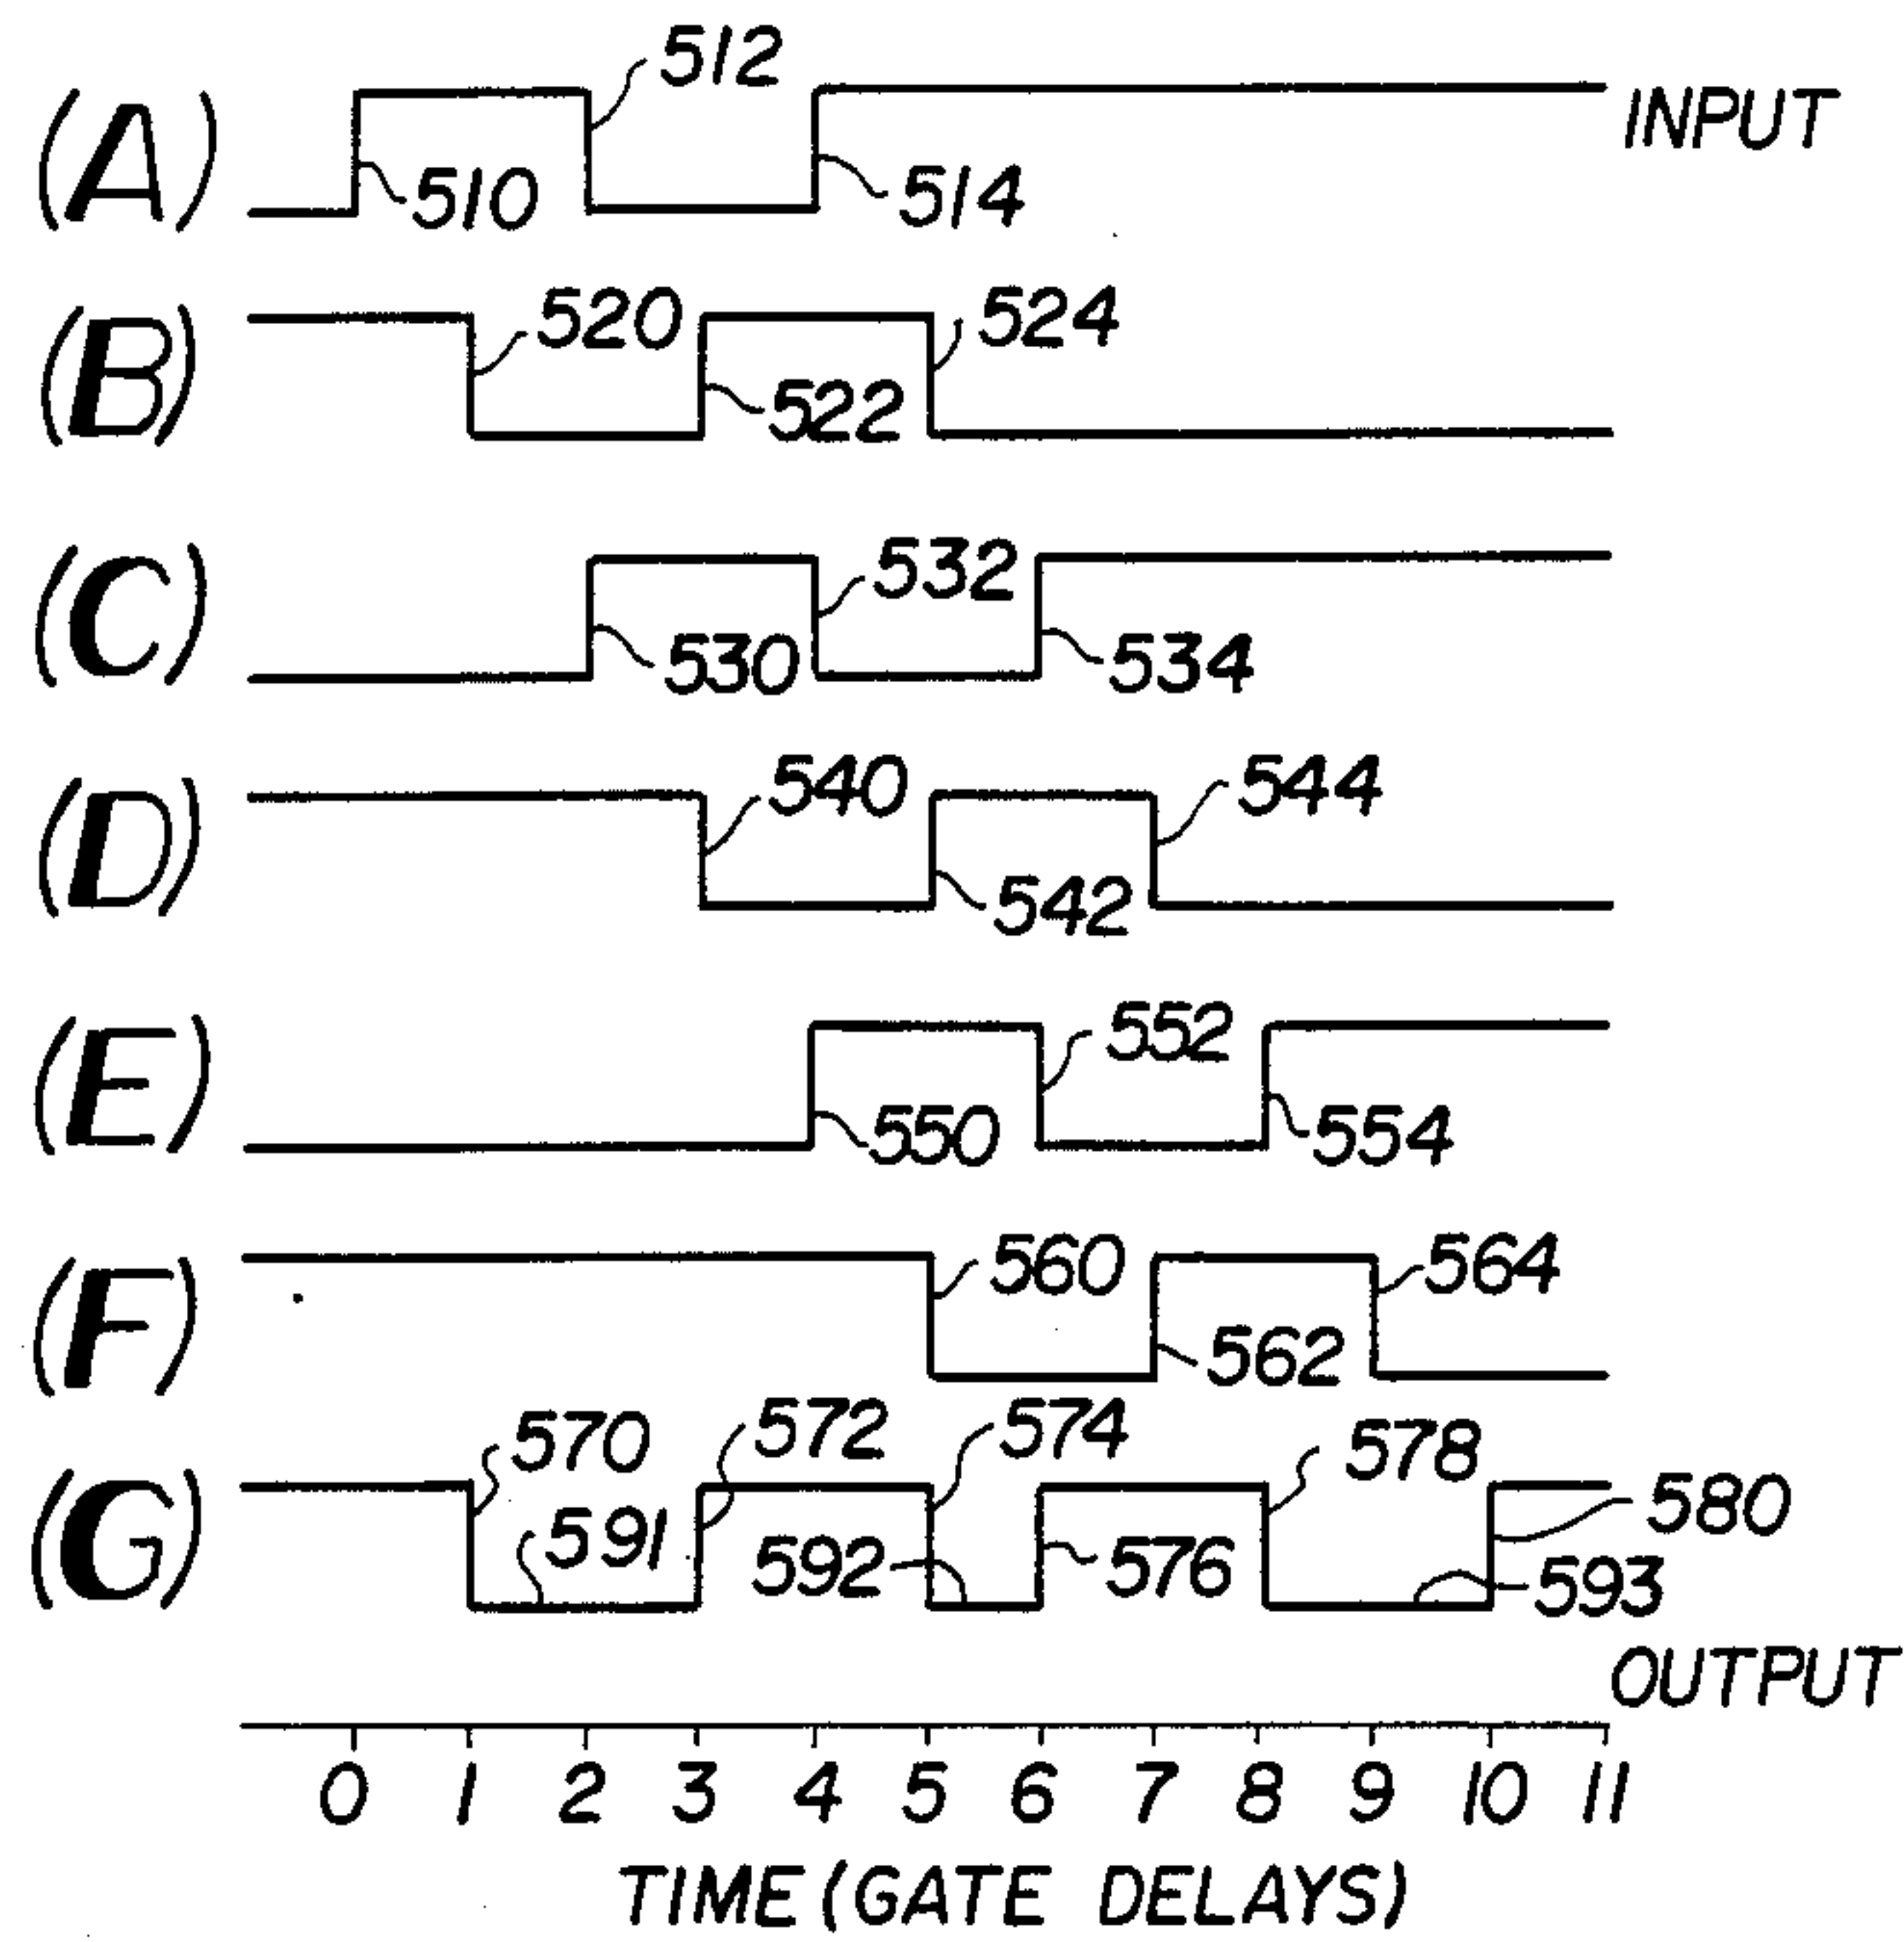 (A) 510 512 514 INPUT
(B) 520 522 524
(C) 530 532 534
(D) 540 542 544
(E) 550 552 554
(F) 560 562 564
(G) 570 591 572 592 574 576 578 580 593
OUTPUT
0 1 2 3 4 5 6 7 8 9 10 11
TIME (GATE DELAYS)